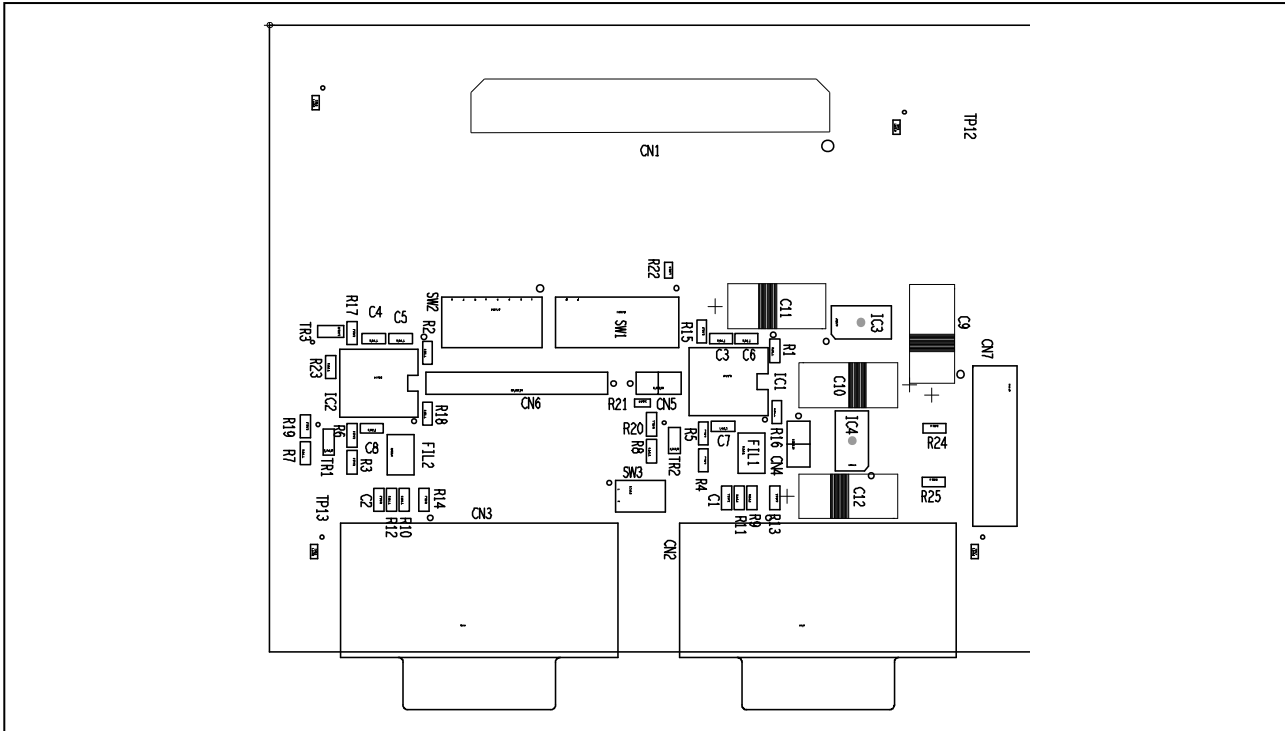 TP12
CN1
R22
SW2
C11
R17
C4
C5
R2
SW1
R15
IC3
C9
TR3
C3
C6
R1
CN7
R23
IC2
IC1
C10
CN6
R21
CN5
R18
R19
R6
R20
R5
C7
R16
IC4
R24
R7
TR1
C8
R3
FIL2
R8
TR2
FIL1
CN4
R4
SW3
TP13
C2
R14
C1
C12
R25
R12
R10
CN3
R11
R9
R13
CN2